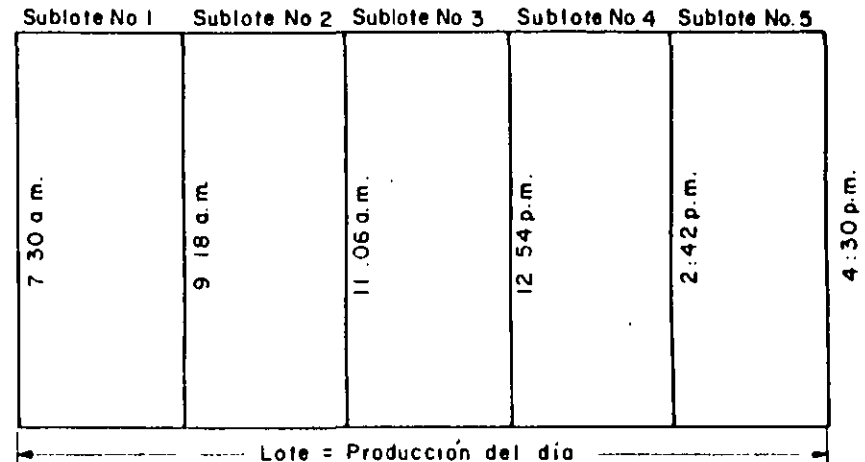 Sublote No 1 Sublote No 2 Sublote No 3 Sublote No 4 Sublote No. 5
7 30 a m.
9 18 a.m.
11.06 a.m.
12 54 p.m.
2:42 p.m.
4:30 p.m.
Lote = Producción del día